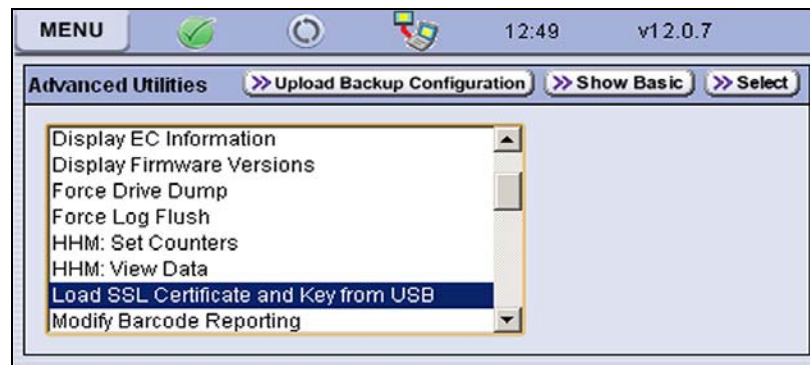 MENU 12:49 v12.0.7
Advanced Utilities >> Upload Backup Configuration >> Show Basic >> Select
Display EC Information
Display Firmware Versions
Force Drive Dump
Force Log Flush
HHM: Set Counters
HHM: View Data
Load SSL Certificate and Key from USB
Modify Barcode Reporting